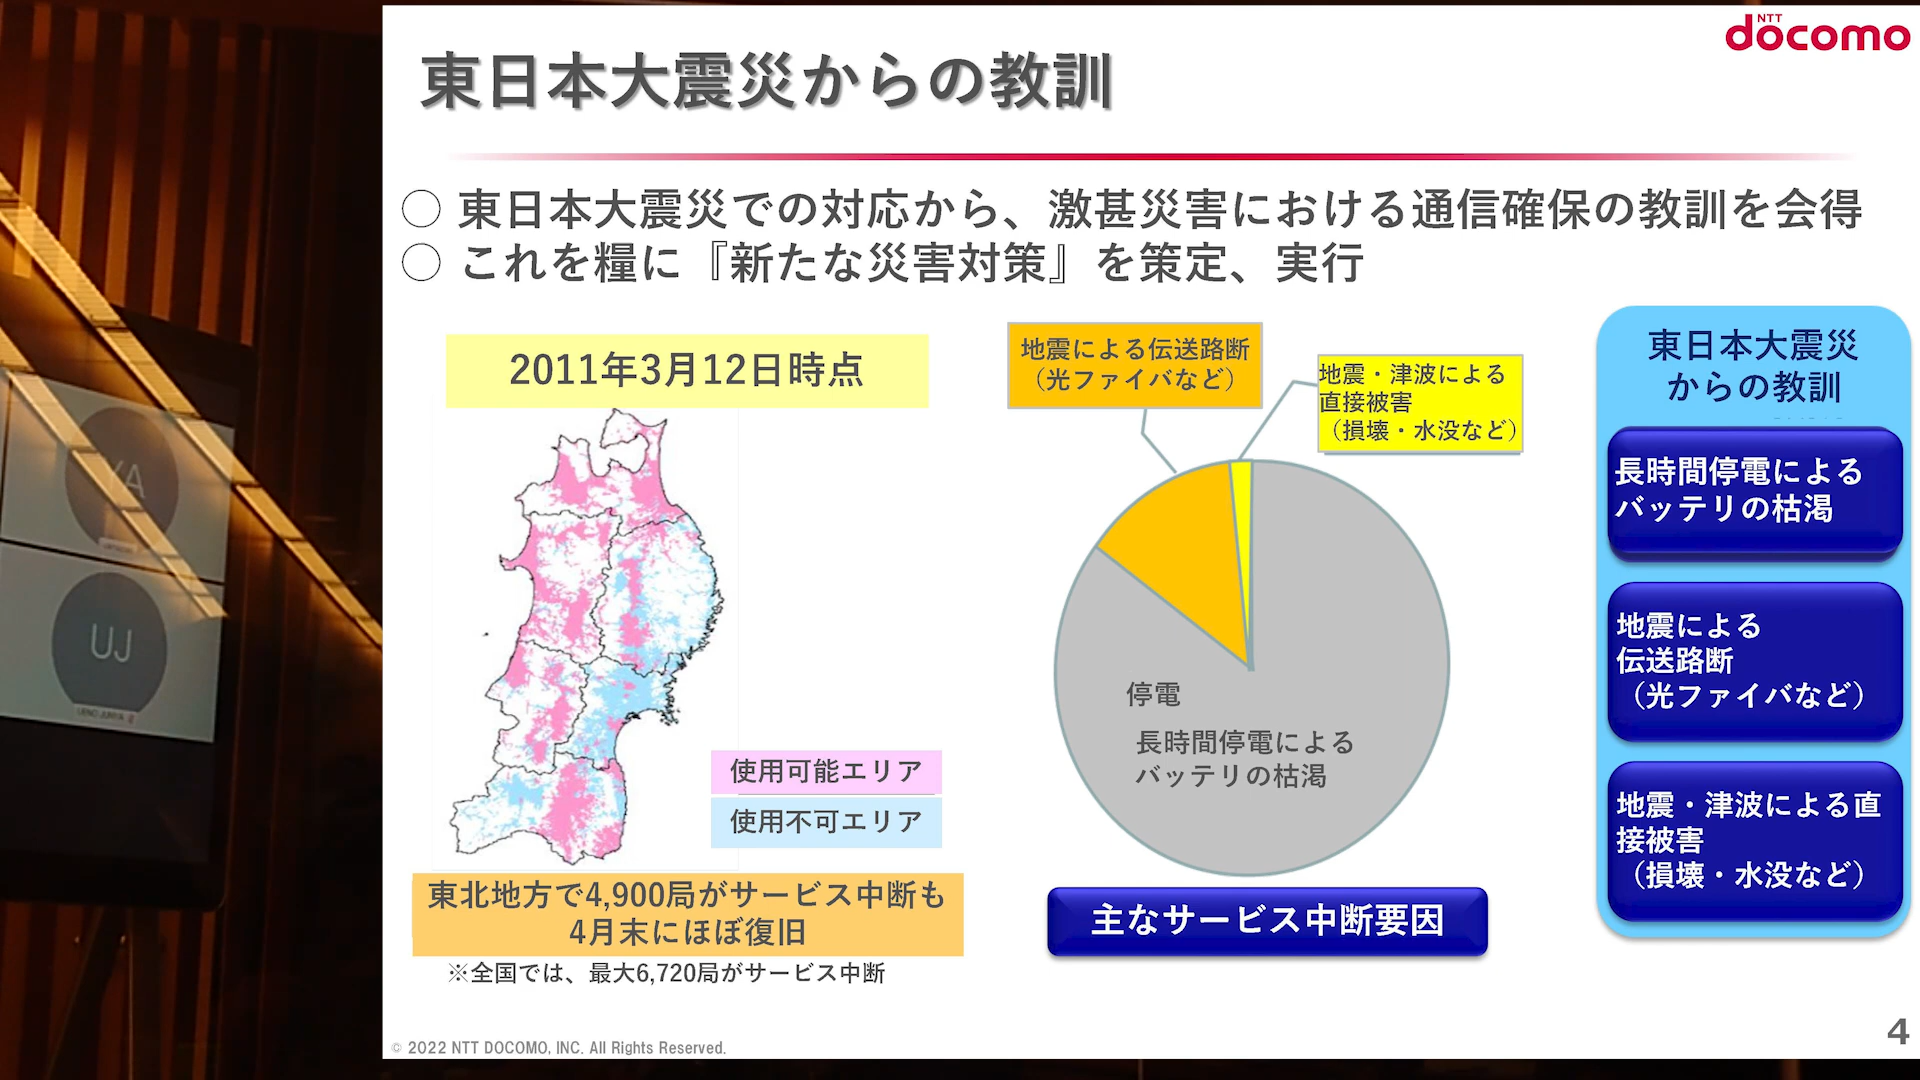 NTT
docomo
東日本大震災からの教訓
○ 東日本大震災での対応から、激甚災害における通信確保の教訓を会得
○ これを糧に『新たな災害対策』を策定、実行
2011年3月12日時点
使用可能エリア
使用不可エリア
東北地方で4,900局がサービス中断も
4月末にほぼ復旧
※全国では、最大6,720局がサービス中断
地震による伝送路断
（光ファイバなど）
地震・津波による
直接被害
（損壊・水没など）
停電
長時間停電による
バッテリの枯渇
主なサービス中断要因
東日本大震災
からの教訓
長時間停電による
バッテリの枯渇
地震による
伝送路断
（光ファイバなど）
地震・津波による直
接被害
（損壊・水没など）
© 2022 NTT DOCOMO, INC. All Rights Reserved.
4
UJ